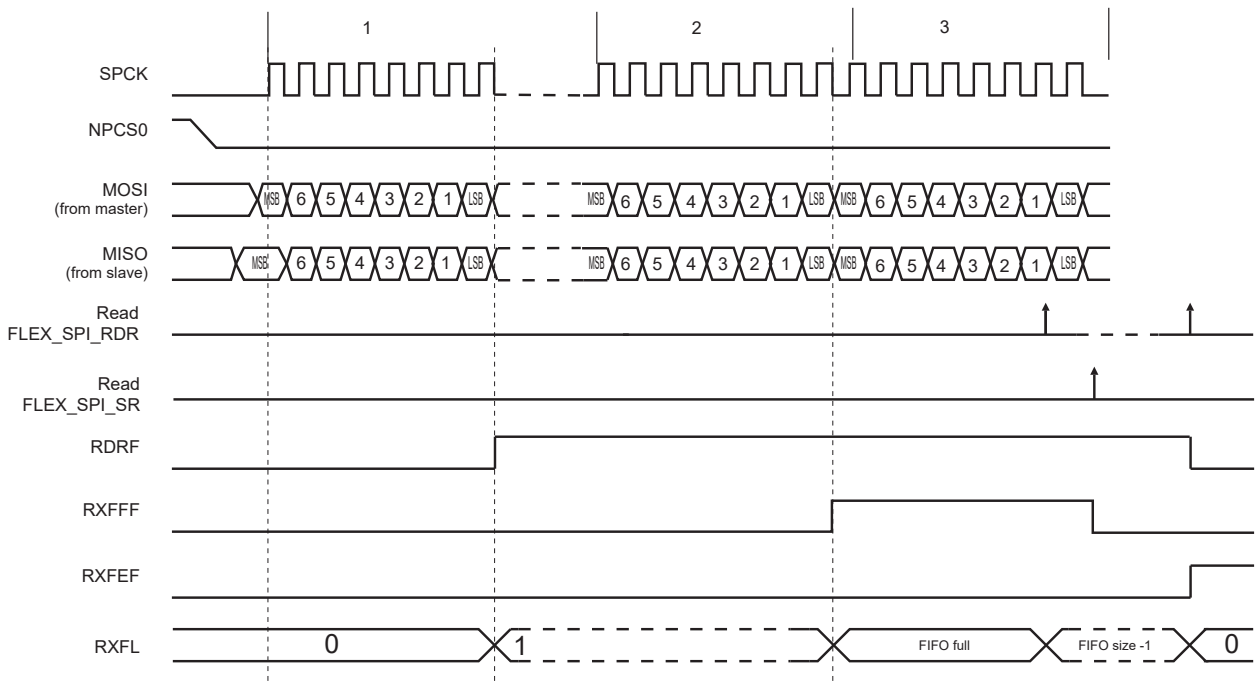 1 2 3
SPCK
NPCS0
MOSI
(from master)
MSB 6 5 4 3 2 1 LSB MSB 6 5 4 3 2 1 LSB MSB 6 5 4 3 2 1 LSB
MISO
(from slave)
MSB 6 5 4 3 2 1 LSB MSB 6 5 4 3 2 1 LSB MSB 6 5 4 3 2 1 LSB
Read
FLEX_SPI_RDR
Read
FLEX_SPI_SR
RDRF
RXFFF
RXFEF
RXFL 0 1 FIFO full FIFO size -1 0